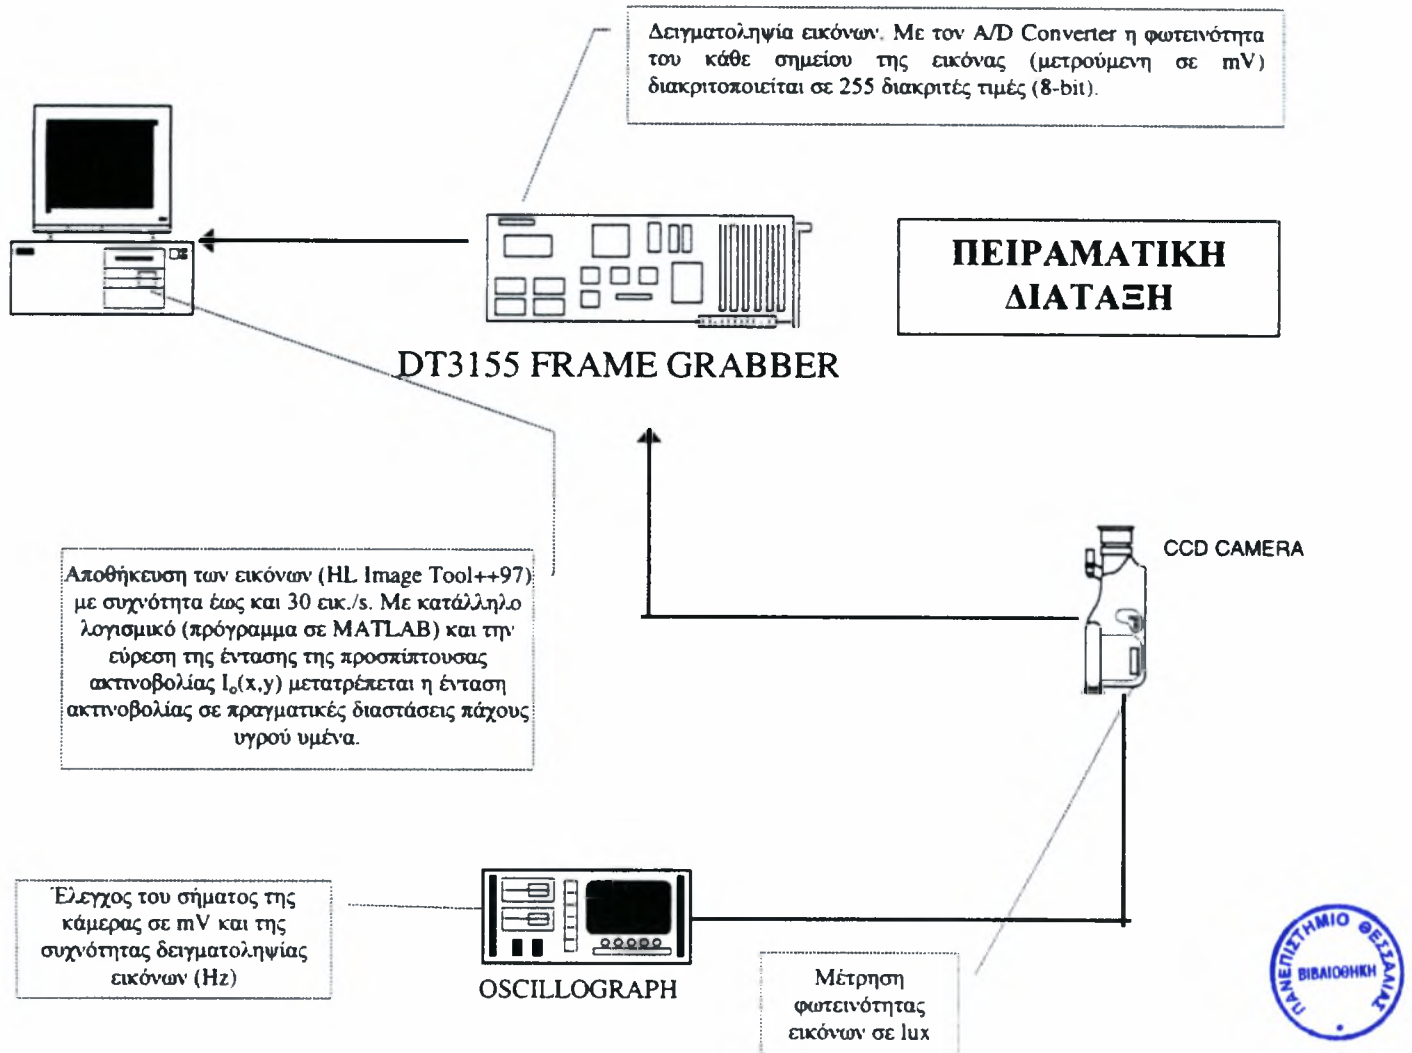 Δειγματοληψία εικόνων. Με τον A/D Converter η φωτεινότητα
του κάθε σημείου της εικόνας (μετρούμενη σε mV)
διακριτοποιείται σε 255 διακριτές τιμές (8-bit).
ΠΕΙΡΑΜΑΤΙΚΗ
ΔΙΑΤΑΞΗ
DT3155 FRAME GRABBER
CCD CAMERA
Αποθήκευση των εικόνων (HL Image Tool++97)
με συχνότητα έως και 30 εικ./s. Με κατάλληλο
λογισμικό (πρόγραμμα σε MATLAB) και την
εύρεση της έντασης της προσπίπτουσας
ακτινοβολίας Iₒ(x,y) μετατρέπεται η ένταση
ακτινοβολίας σε πραγματικές διαστάσεις πάχους
υγρού υμένα.
Έλεγχος του σήματος της
κάμερας σε mV και της
συχνότητας δειγματοληψίας
εικόνων (Hz)
OSCILLOGRAPH
Μέτρηση
φωτεινότητας
εικόνων σε lux
ΠΑΝΕΠΙΣΤΗΜΙΟ ΘΕΣΣΑΛΙΑΣ
ΒΙΒΛΙΟΘΗΚΗ